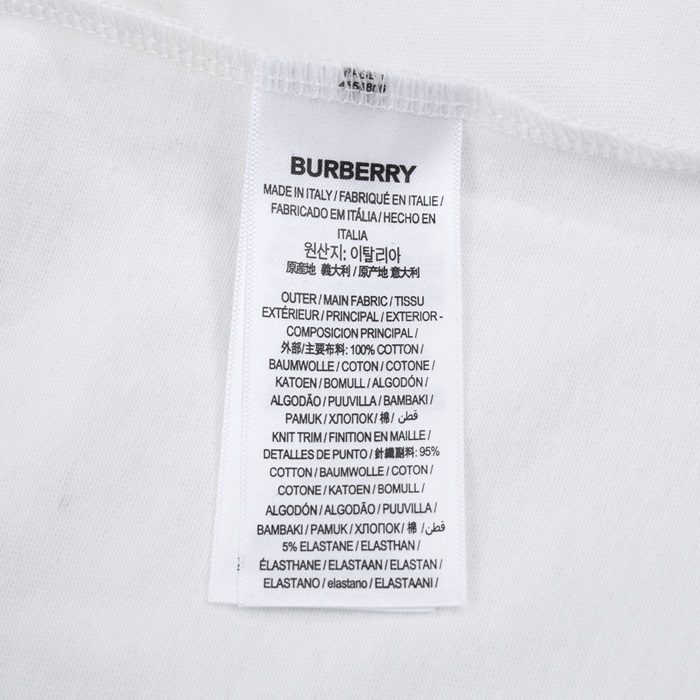 BURBERRY
MADE IN ITALY / FABRIQUÉ EN ITALIE /
FABRICADO EM ITÁLIA / HECHO EN
ITALIA
원산지: 이탈리아
原産地 義大利 / 原产地 意大利
OUTER / MAIN FABRIC / TISSU
EXTÉRIEUR / PRINCIPAL / EXTERIOR -
COMPOSICION PRINCIPAL /
外部/主要布料: 100% COTTON /
BAUMWOLLE / COTON / COTONE /
KATOEN / BOMULL / ALGODÓN /
ALGODÃO / PUUVILLA / BAMBAKI /
PAMUK / ХЛОПОК / 棉 / قطن
KNIT TRIM / FINITION EN MAILLE /
DETALLES DE PUNTO / 針織副料: 95%
COTTON / BAUMWOLLE / COTON /
COTONE / KATOEN / BOMULL /
ALGODÓN / ALGODÃO / PUUVILLA /
BAMBAKI / PAMUK / ХЛОПОК / 棉 / قطن/
5% ELASTANE / ELASTHAN /
ÉLASTHANE / ELASTAAN / ELASTAN /
ELASTANO / elastano / ELASTAANI /